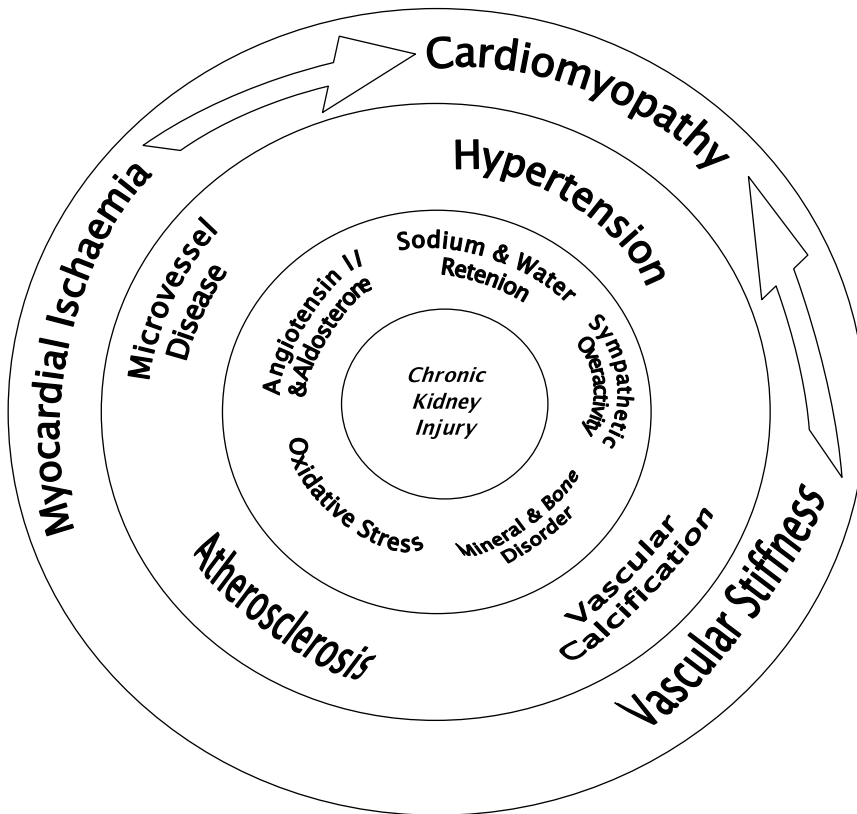 Cardiomyopathy
Hypertension
Myocardial Ischaemia
Microvessel
Disease
Sodium & Water
Retenion
Angiotensin II
&Aldosterone
Sympathetic
Overactivity
Chronic
Kidney
Injury
Oxidative Stress
Mineral & Bone
Disorder
Atherosclerosis
Vascular
Calcification
Vascular Stiffness